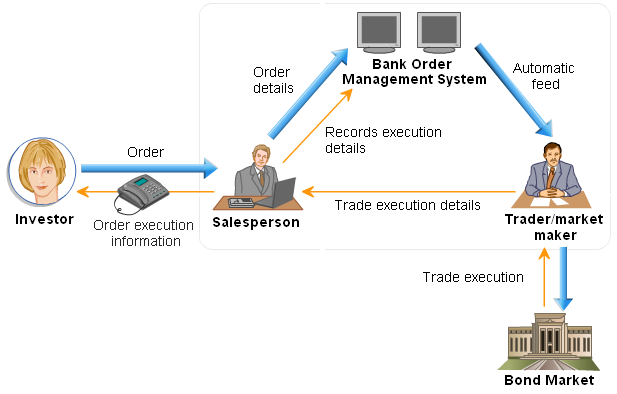 Bank Order
Management System
Order
details
Automatic
feed
Records execution
details
Order
Investor
Order execution
information
Salesperson
Trade execution details
Trader/market
maker
Trade execution
Bond Market